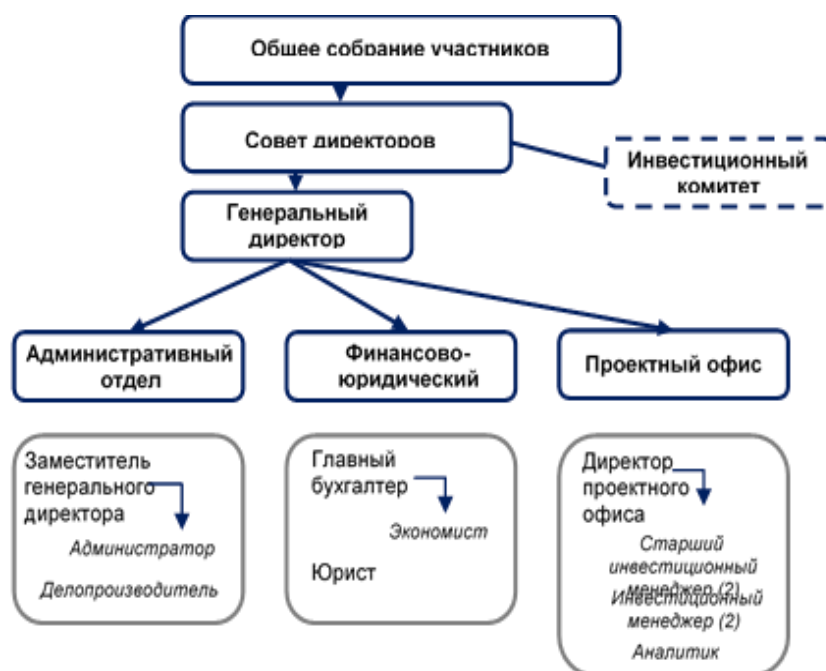 Общее собрание участников
Совет директоров
Инвестиционный
комитет
Генеральный
директор
Административный
отдел
Финансово-
юридический
Проектный офис
Заместитель
генерального
директора
Администратор
Делопроизводитель
Главный
бухгалтер
Экономист
Юрист
Директор
проектного
офиса
Старший
инвестиционный
менеджер (2)
Инвестиционный
менеджер (2)
Аналитик